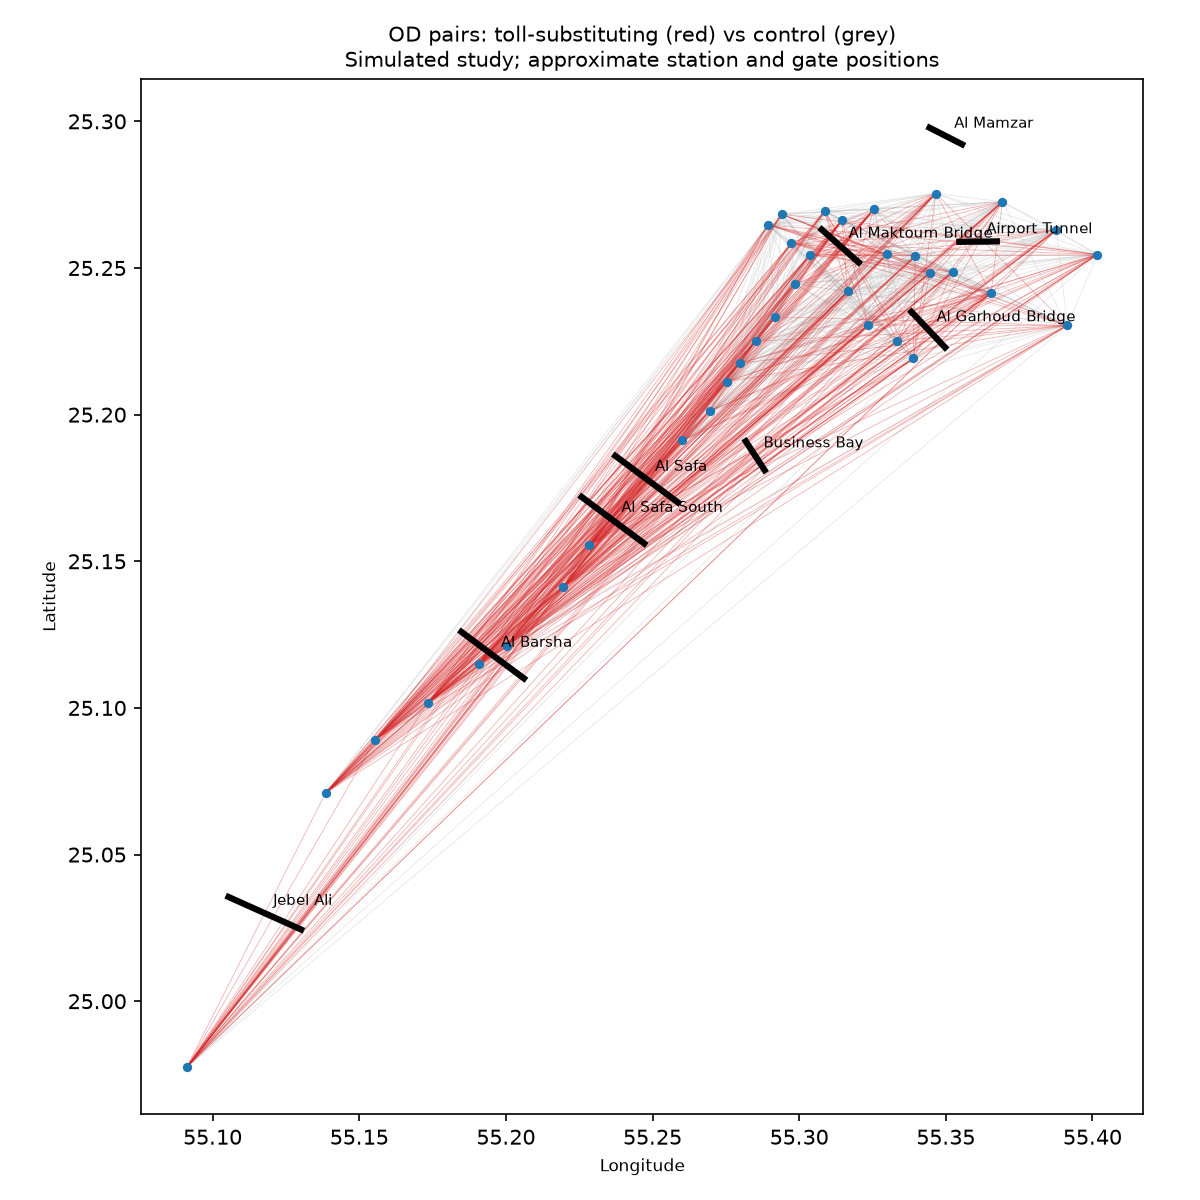 OD pairs: toll-substituting (red) vs control (grey)
Simulated study; approximate station and gate positions
Al Mamzar
Al Maktoum Bridge
Airport Tunnel
Al Garhoud Bridge
Business Bay
Al Safa
Al Safa South
Al Barsha
Jebel Ali
25.30
25.25
25.20
25.15
25.10
25.05
25.00
Latitude
55.10 55.15 55.20 55.25 55.30 55.35 55.40
Longitude